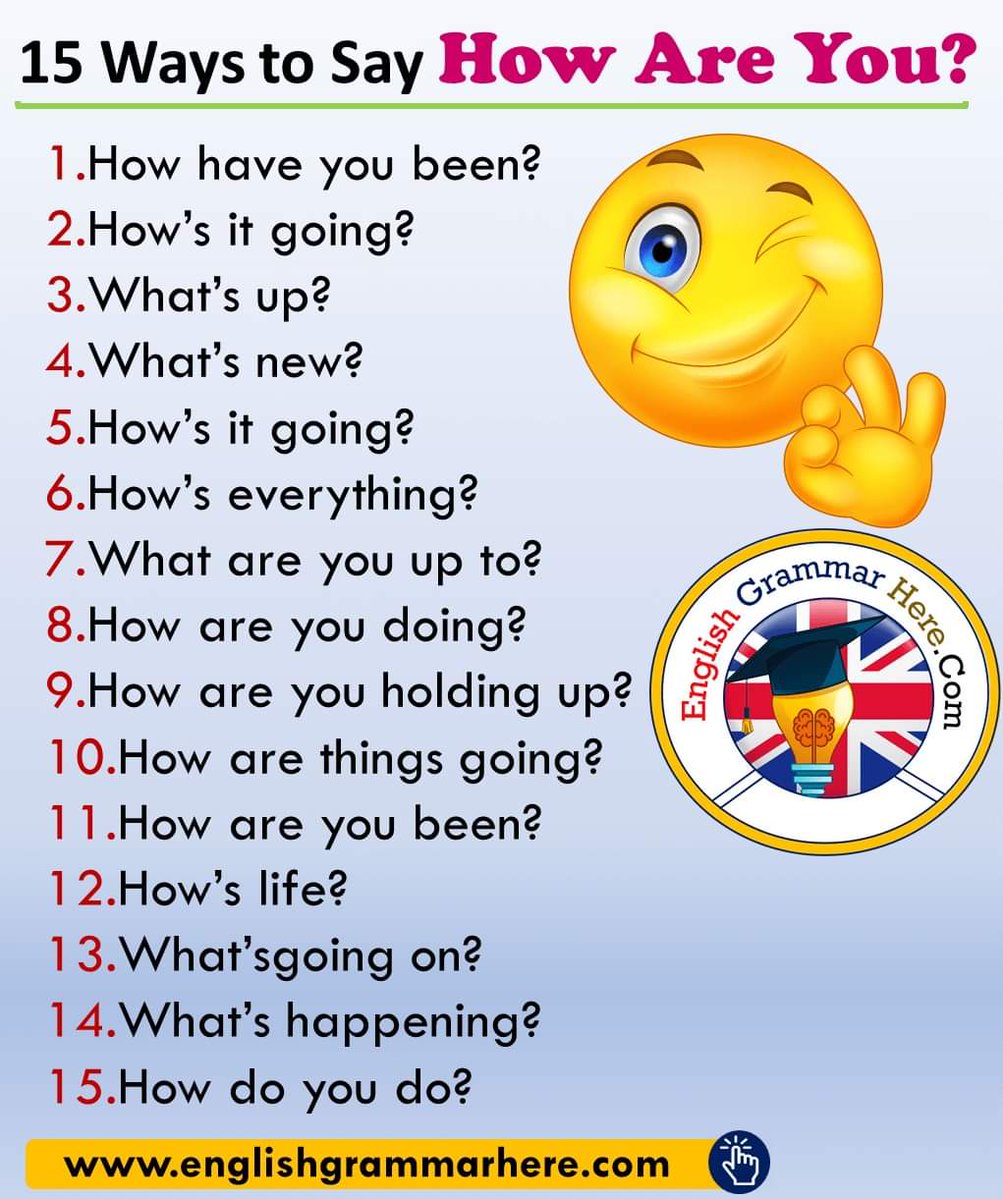 15 Ways to Say How Are You?
1.How have you been?
2.How’s it going?
3.What’s up?
4.What’s new?
5.How’s it going?
6.How’s everything?
7.What are you up to?
8.How are you doing?
9.How are you holding up?
10.How are things going?
11.How are you been?
12.How’s life?
13.What’sgoing on?
14.What’s happening?
15.How do you do?
English Grammar Here.Com
www.englishgrammarhere.com